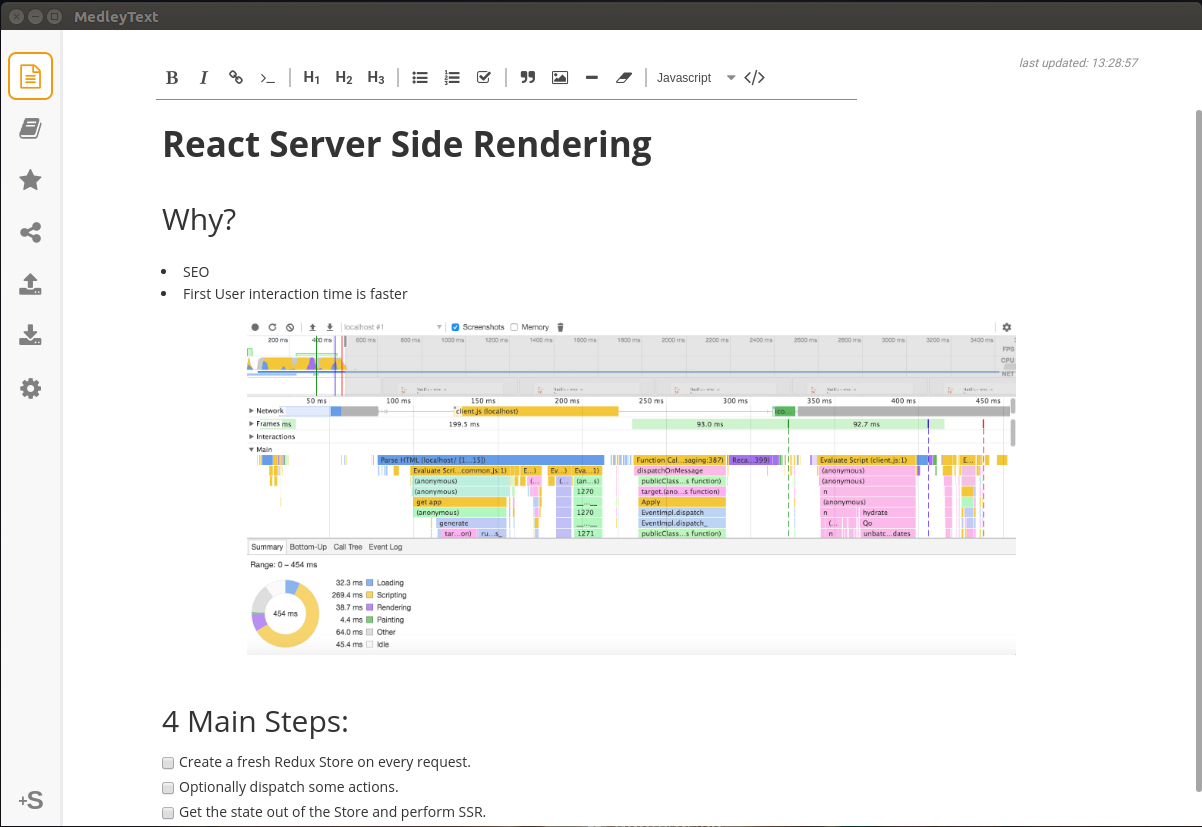 MedleyText
B I >_ H1 H2 H3 Javascript </>
last updated: 13:28:57
React Server Side Rendering
Why?
SEO
First User interaction time is faster
localhost #1 Screenshots Memory
200 ms 400 ms 600 ms 800 ms 1000 ms 1200 ms 1400 ms 1600 ms 1800 ms 2000 ms 2200 ms 2400 ms 2600 ms 2800 ms 3000 ms 3200 ms 3400 ms
FPS
CPU
NET
50 ms 100 ms 150 ms 200 ms 250 ms 300 ms 350 ms 400 ms 450 ms
Network client.js (localhost)
Frames ms 199.5 ms 93.0 ms 92.7 ms
Interactions
Main
Parse HTML (localhost/ [1...15]) Function Cal...saging:387) Reca...399) Evaluate Script (client.js:1) E...
Evaluate Scri...common.js:1) E...) Ev...) Eva...1) dispatchOnMessage (anonymous)
(anonymous) (... (... (an...s) publicClass...s function) (anonymous)
(anonymous) 1270 target.(ano...s function) n
get app Apply (anonymous)
(anonymous) 1270 EventImpl.dispatch n hydrate
generate EventImpl.dispatch_ (... Qo
tar...on) ru...s_ 1271 publicClass...s function) n unbatc...dates
Summary Bottom-Up Call Tree Event Log
Range: 0 – 454 ms
454 ms
32.3 ms Loading
269.4 ms Scripting
38.7 ms Rendering
4.4 ms Painting
64.0 ms Other
45.4 ms Idle
4 Main Steps:
Create a fresh Redux Store on every request.
Optionally dispatch some actions.
Get the state out of the Store and perform SSR.
+S